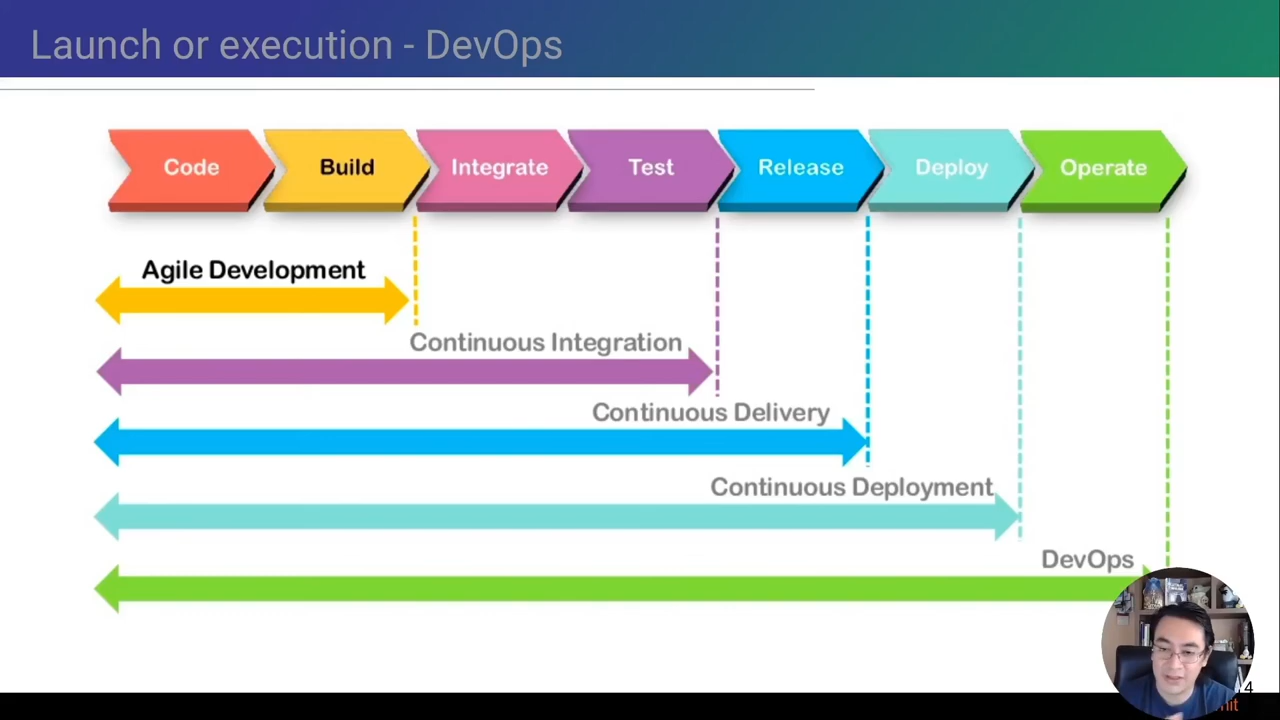 Launch or execution - DevOps
Code
Build
Integrate
Test
Release
Deploy
Operate
Agile Development
Continuous Integration
Continuous Delivery
Continuous Deployment
DevOps
4